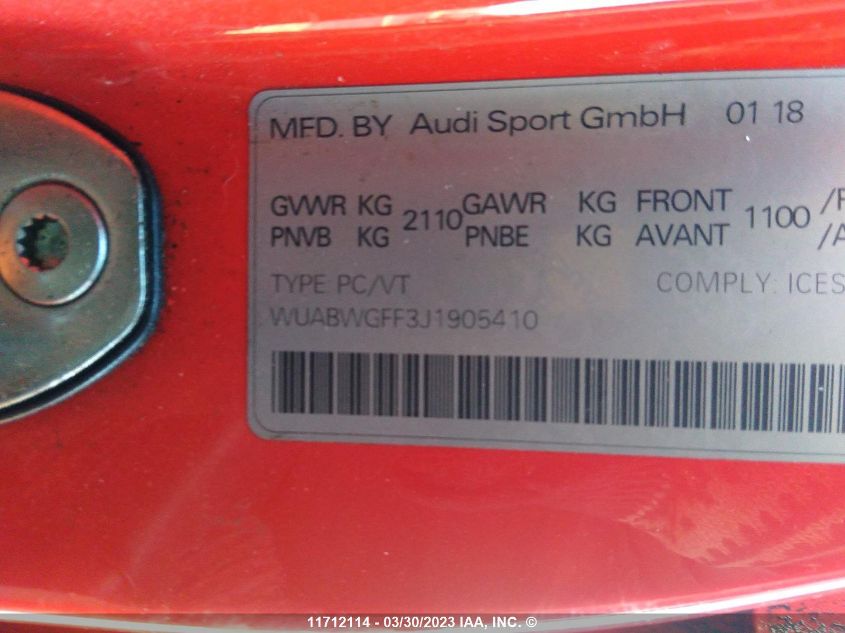 MFD. BY Audi Sport GmbH 01 18
GVWR KG 2110 GAWR KG FRONT 1100 /F
PNVB KG PNBE KG AVANT /A
TYPE PC/VT COMPLY: ICES
WUABWGFF3J1905410
11712114 - 03/30/2023 IAA, INC. ©